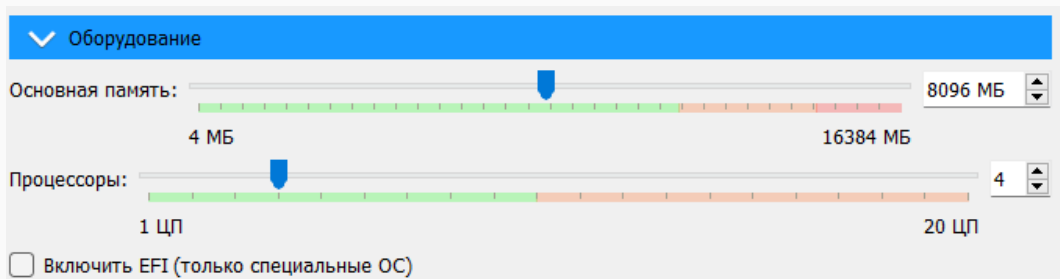 Оборудование
Основная память: 8096 МБ
4 МБ 16384 МБ
Процессоры: 4
1 ЦП 20 ЦП
Включить EFI (только специальные ОС)